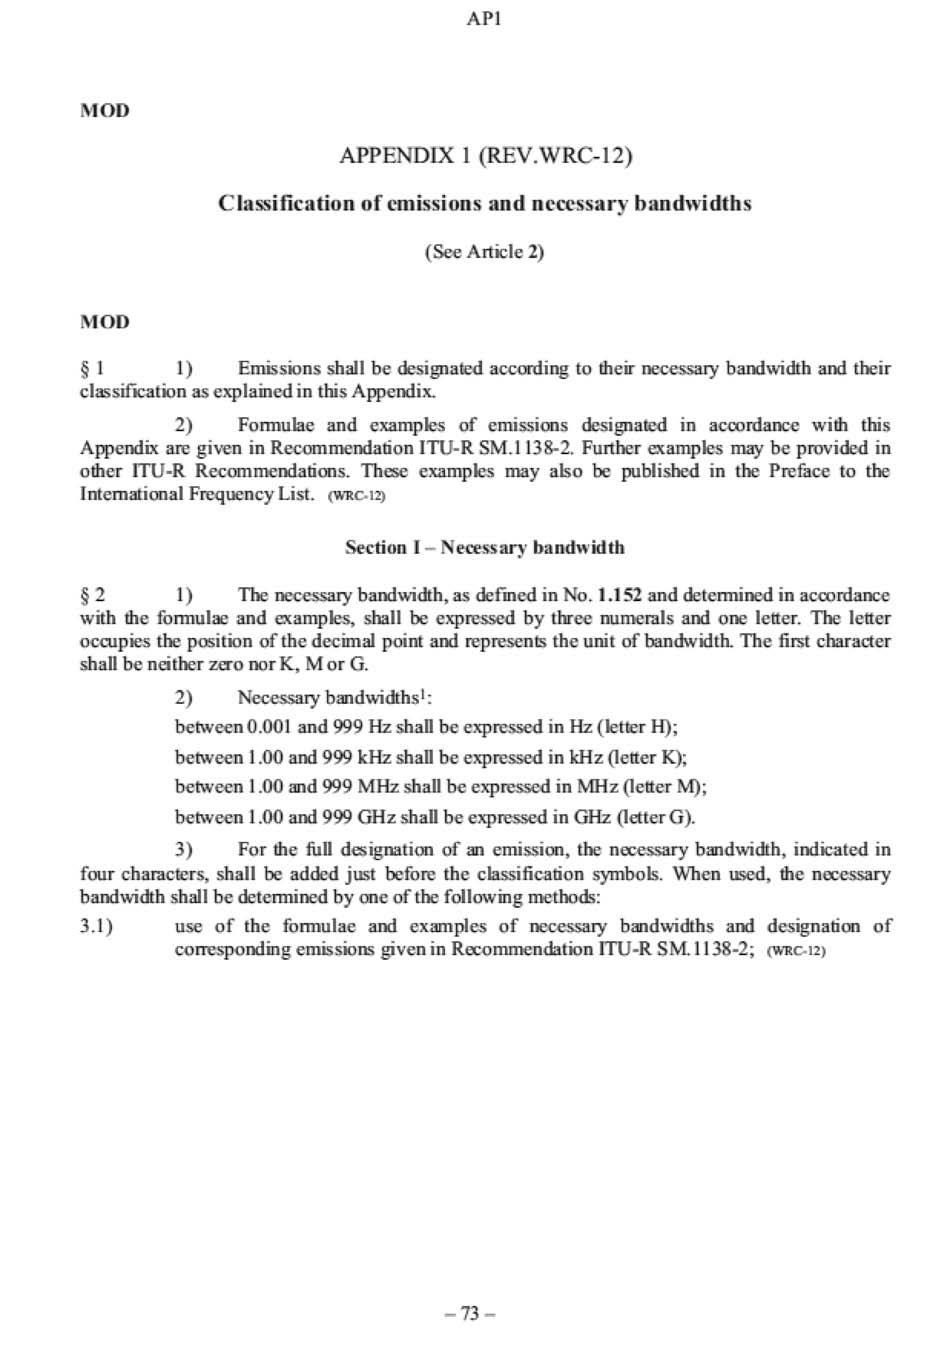 AP1
MOD
APPENDIX 1 (REV.WRC-12)
Classification of emissions and necessary bandwidths
(See Article 2)
MOD
§ 1 1) Emissions shall be designated according to their necessary bandwidth and their
classification as explained in this Appendix.
2) Formulae and examples of emissions designated in accordance with this
Appendix are given in Recommendation ITU-R SM.1138-2. Further examples may be provided in
other ITU-R Recommendations. These examples may also be published in the Preface to the
International Frequency List. (WRC-12)
Section I – Necessary bandwidth
§ 2 1) The necessary bandwidth, as defined in No. 1.152 and determined in accordance
with the formulae and examples, shall be expressed by three numerals and one letter. The letter
occupies the position of the decimal point and represents the unit of bandwidth. The first character
shall be neither zero nor K, M or G.
2) Necessary bandwidths¹:
between 0.001 and 999 Hz shall be expressed in Hz (letter H);
between 1.00 and 999 kHz shall be expressed in kHz (letter K);
between 1.00 and 999 MHz shall be expressed in MHz (letter M);
between 1.00 and 999 GHz shall be expressed in GHz (letter G).
3) For the full designation of an emission, the necessary bandwidth, indicated in
four characters, shall be added just before the classification symbols. When used, the necessary
bandwidth shall be determined by one of the following methods:
3.1) use of the formulae and examples of necessary bandwidths and designation of
corresponding emissions given in Recommendation ITU-R SM.1138-2; (WRC-12)
– 73 –